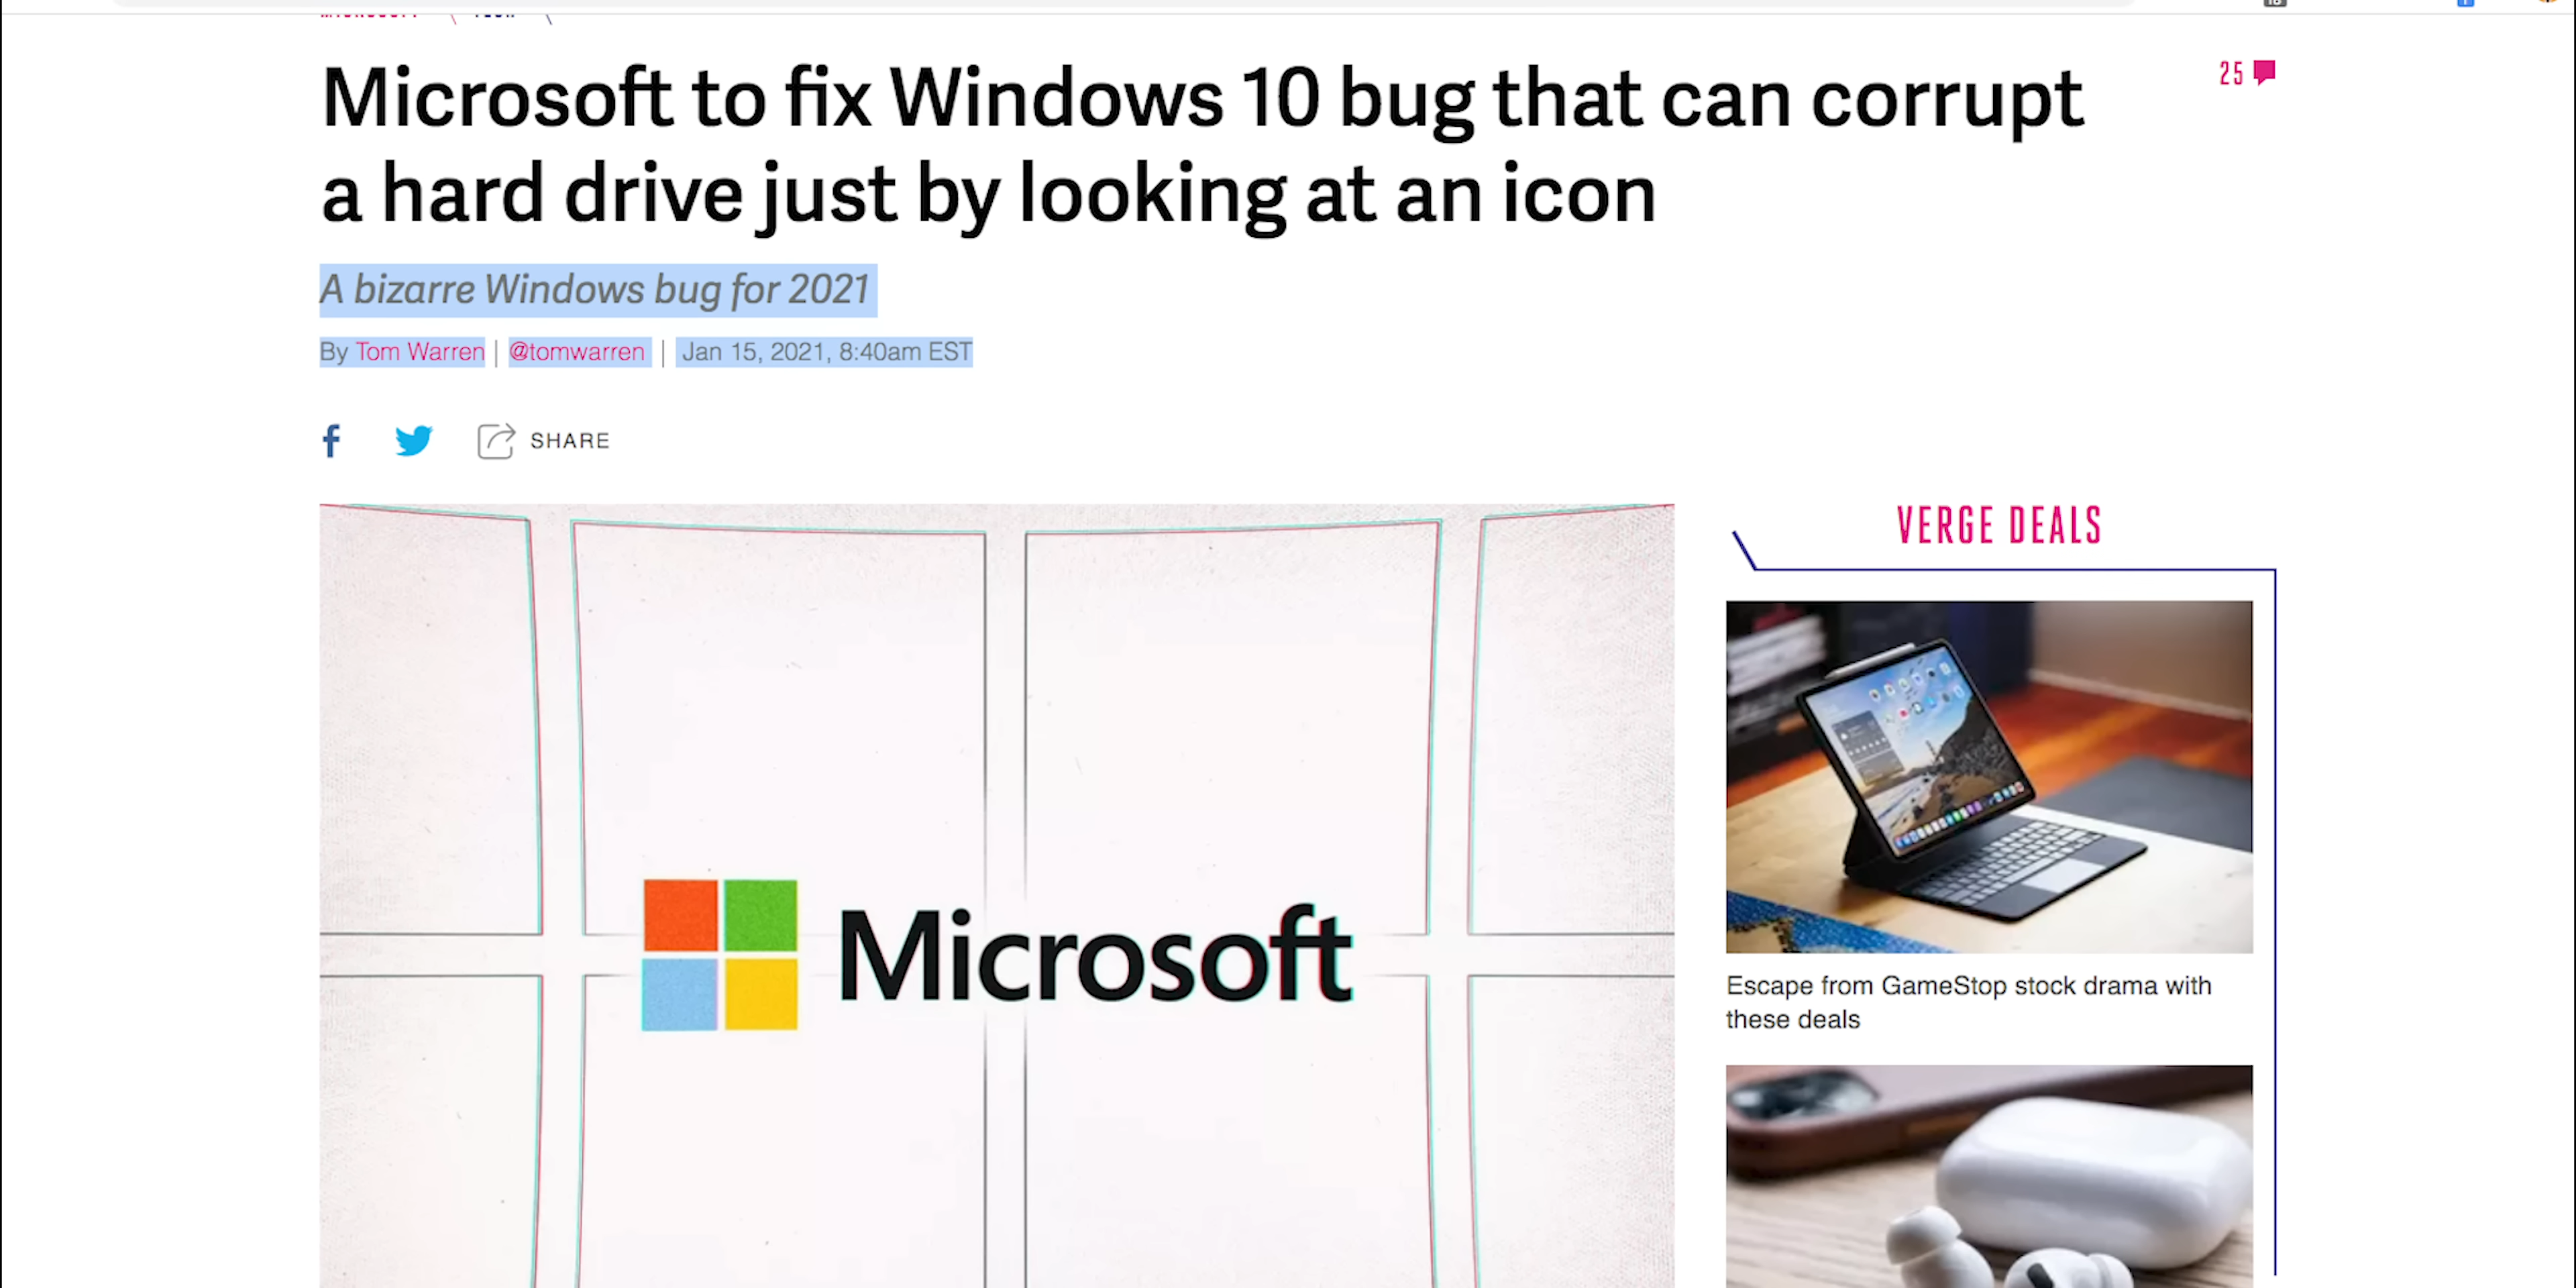 Microsoft to fix Windows 10 bug that can corrupt
a hard drive just by looking at an icon
25
A bizarre Windows bug for 2021
By Tom Warren | @tomwarren | Jan 15, 2021, 8:40am EST
SHARE
Microsoft
VERGE DEALS
Escape from GameStop stock drama with
these deals